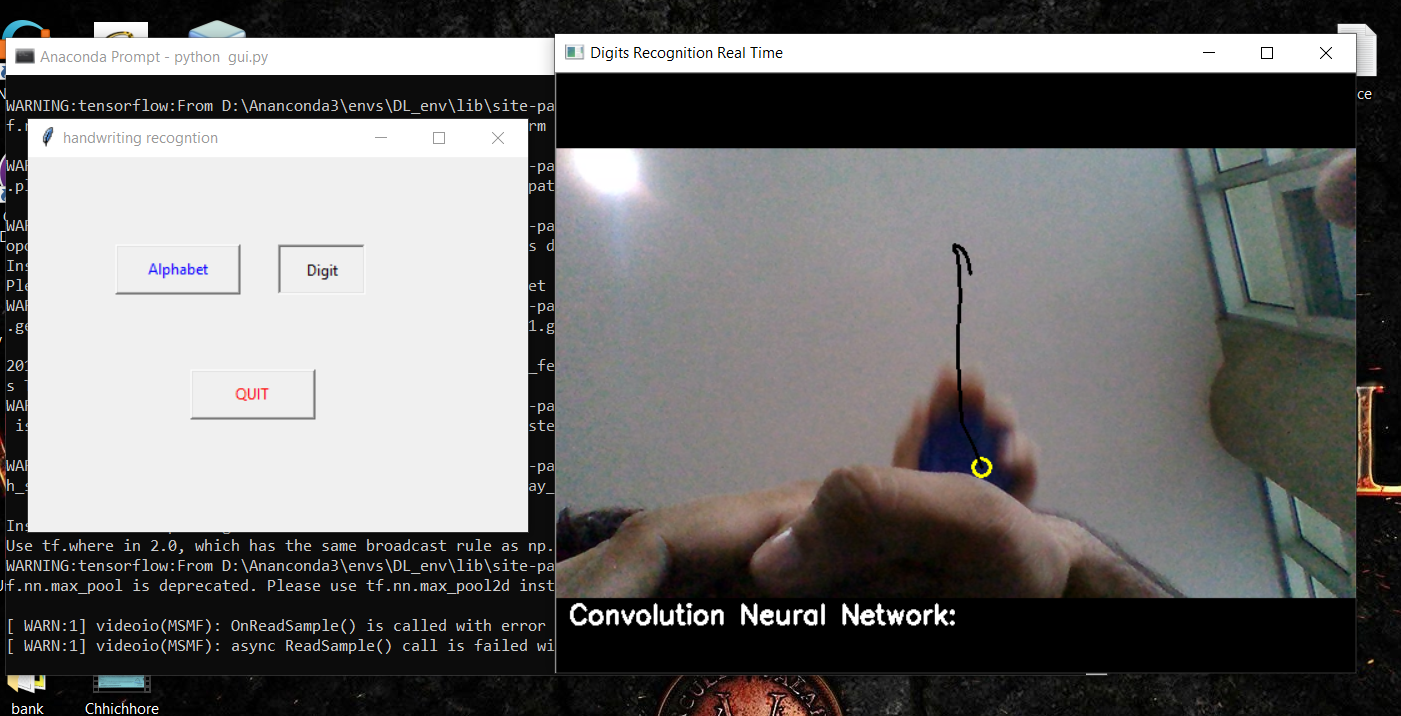 Anaconda Prompt - python gui.py
WARNING:tensorflow:From D:\Ananconda3\envs\DL_env\lib\site-pa
handwriting recogntion
Alphabet
Digit
QUIT
Use tf.where in 2.0, which has the same broadcast rule as np.
WARNING:tensorflow:From D:\Ananconda3\envs\DL_env\lib\site-pa
f.nn.max_pool is deprecated. Please use tf.nn.max_pool2d inst
[ WARN:1] videoio(MSMF): OnReadSample() is called with error
[ WARN:1] videoio(MSMF): async ReadSample() call is failed wi
Digits Recognition Real Time
Convolution Neural Network:
ce
bank
Chhichhore